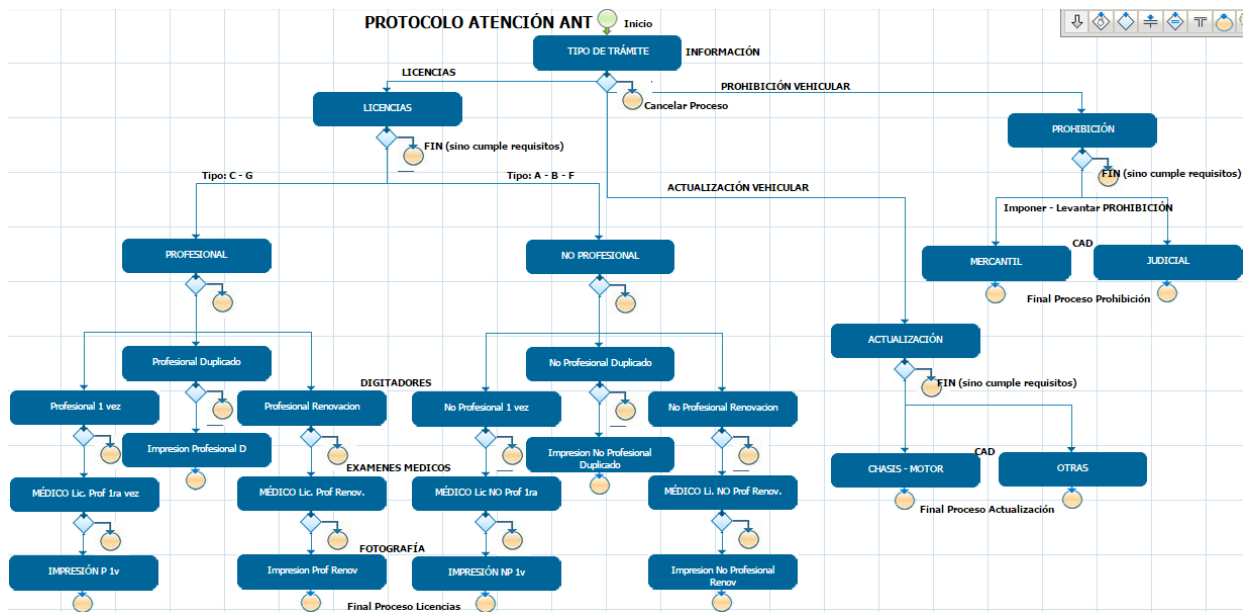 PROTOCOLO ATENCIÓN ANT
Inicio
TIPO DE TRÁMITE
INFORMACIÓN
LICENCIAS
PROHIBICIÓN VEHICULAR
Cancelar Proceso
LICENCIAS
PROHIBICIÓN
FIN (sino cumple requisitos)
FIN (sino cumple requisitos)
Tipo: C - G
Tipo: A - B - F
ACTUALIZACIÓN VEHICULAR
Imponer - Levantar PROHIBICIÓN
PROFESIONAL
NO PROFESIONAL
CAD
MERCANTIL
JUDICIAL
Final Proceso Prohibición
ACTUALIZACIÓN
Profesional Duplicado
No Profesional Duplicado
FIN (sino cumple requisitos)
DIGITADORES
Profesional 1 vez
Profesional Renovacion
No Profesional 1 vez
No Profesional Renovacion
Impresion Profesional D
Impresion No Profesional
Duplicado
CAD
CHASIS - MOTOR
OTRAS
EXAMENES MEDICOS
MÉDICO Lic. Prof 1ra vez
MÉDICO Lic. Prof Renov.
MÉDICO Lic NO Prof 1ra
MÉDICO Li. NO Prof Renov.
Final Proceso Actualización
FOTOGRAFÍA
IMPRESIÓN P 1v
Impresion Prof Renov
IMPRESIÓN NP 1v
Impresion No Profesional
Renov
Final Proceso Licencias